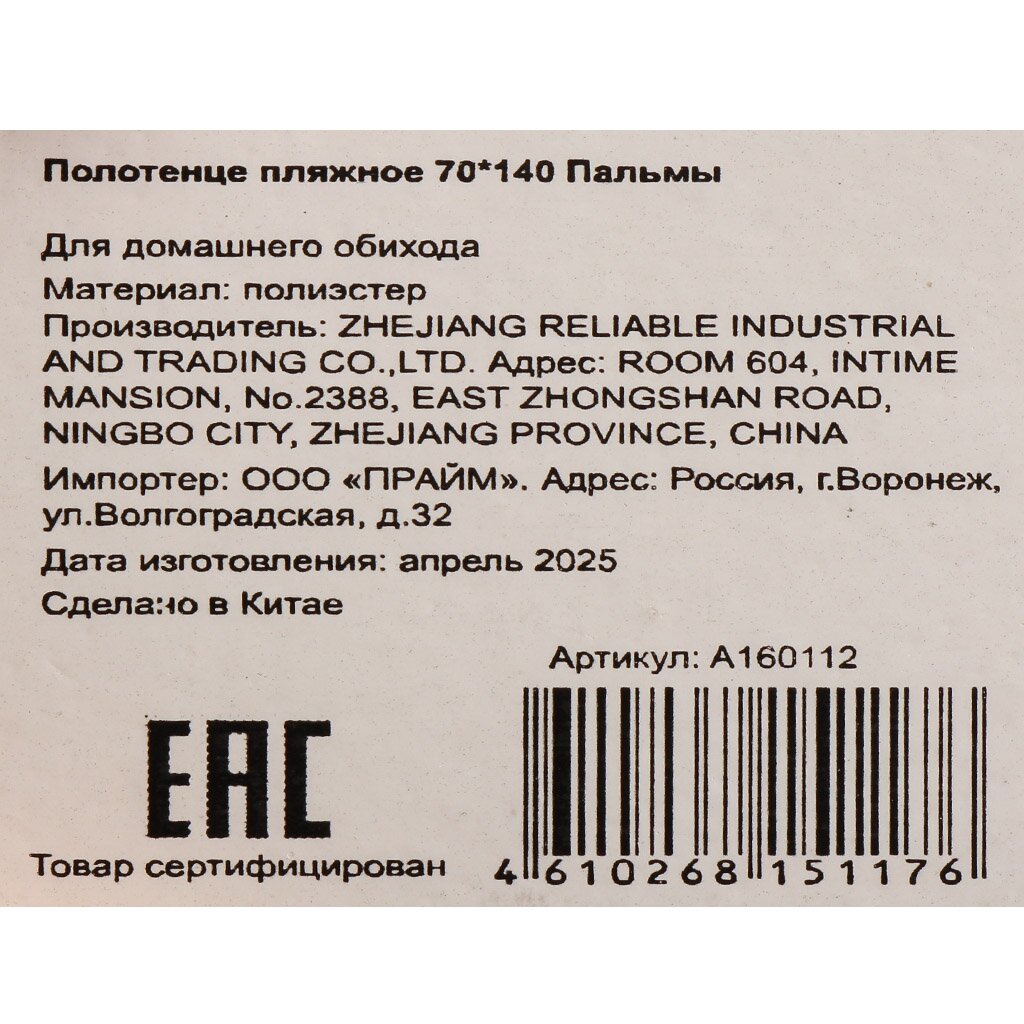 Полотенце пляжное 70*140 Пальмы
Для домашнего обихода
Материал: полиэстер
Производитель: ZHEJIANG RELIABLE INDUSTRIAL
AND TRADING CO.,LTD. Адрес: ROOM 604, INTIME
MANSION, No.2388, EAST ZHONGSHAN ROAD,
NINGBO CITY, ZHEJIANG PROVINCE, CHINA
Импортер: ООО «ПРАЙМ». Адрес: Россия, г.Воронеж,
ул.Волгоградская, д.32
Дата изготовления: апрель 2025
Сделано в Китае
Артикул: А160112
EAC
Товар сертифицирован
4 610268 151176